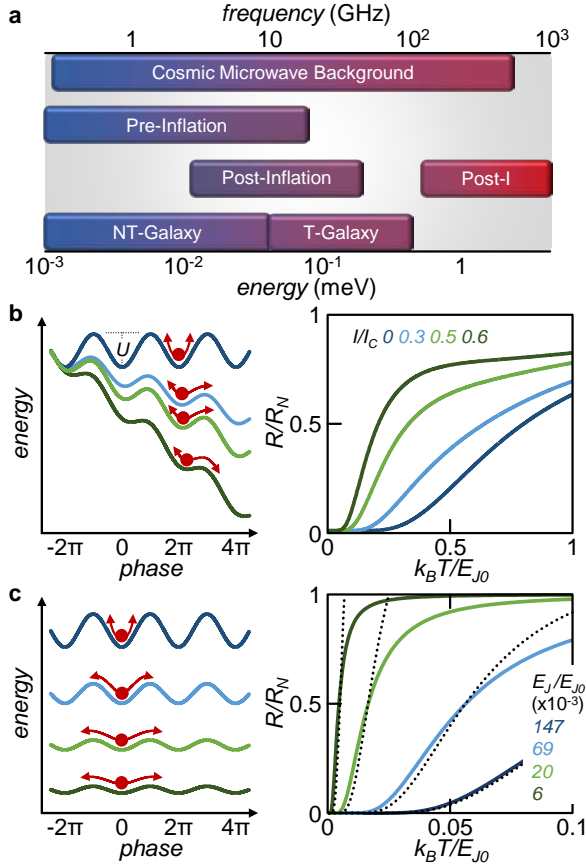 a
frequency (GHz)
1 10 10² 10³
Cosmic Microwave Background
Pre-Inflation
Post-Inflation Post-I
NT-Galaxy T-Galaxy
10⁻³ 10⁻² 10⁻¹ 1
energy (meV)
b
energy
U
-2π 0 2π 4π
phase
R/R_N
I/I_C 0 0.3 0.5 0.6
1
0.5
0
0 0.5 1
k_BT/E_J0
c
energy
-2π 0 2π 4π
phase
R/R_N
1
0.5
0
E_J/E_J0
(x10⁻³)
147
69
20
6
0 0.05 0.1
k_BT/E_J0